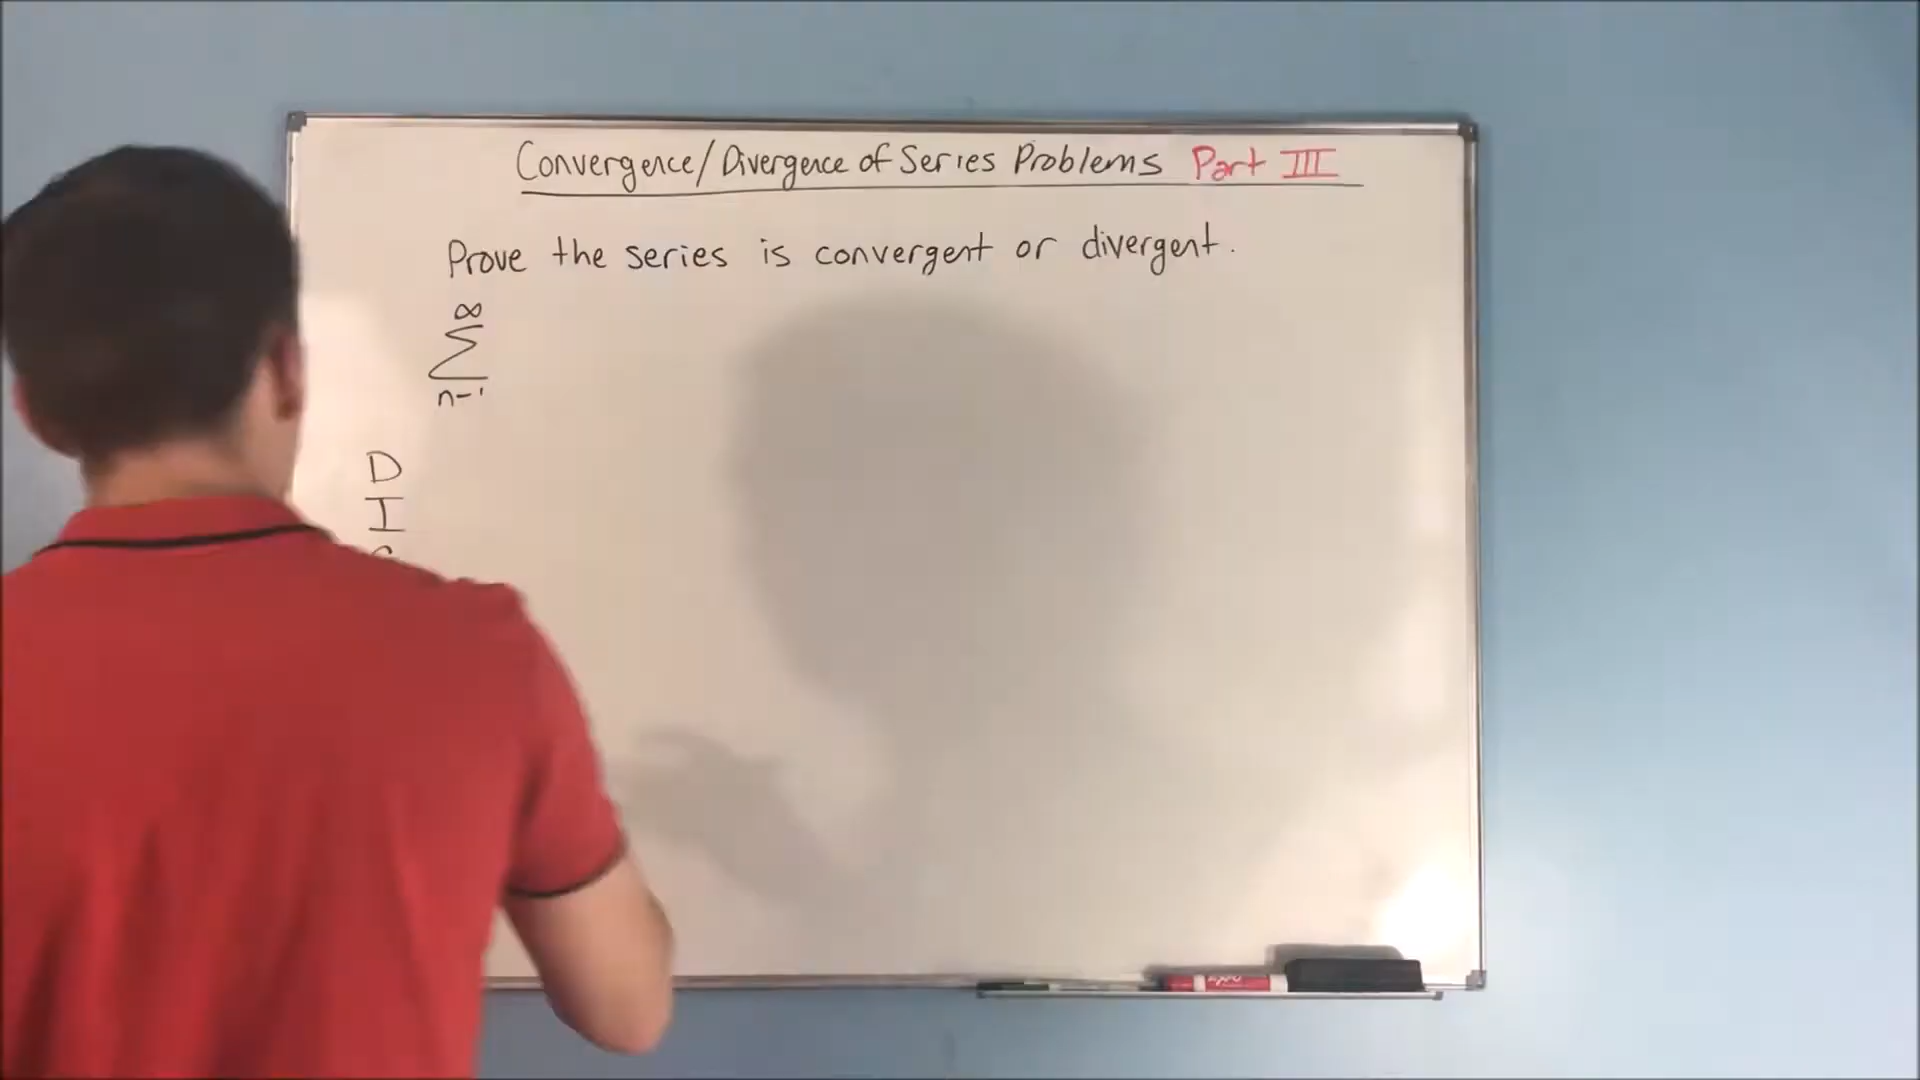 Convergence/Divergence of Series Problems Part III
Prove the series is convergent or divergent.
∞
Σ
n-1
D
I